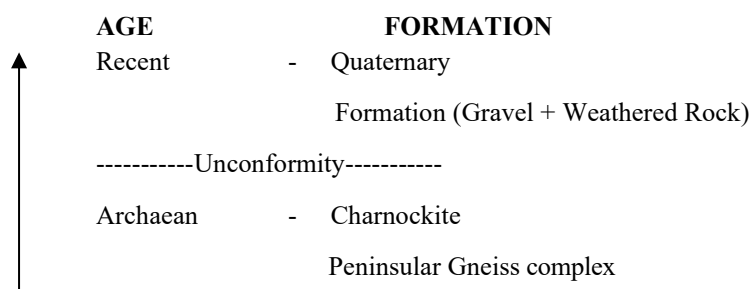 AGE FORMATION
Recent - Quaternary
Formation (Gravel + Weathered Rock)
-----------Unconformity-----------
Archaean - Charnockite
Peninsular Gneiss complex